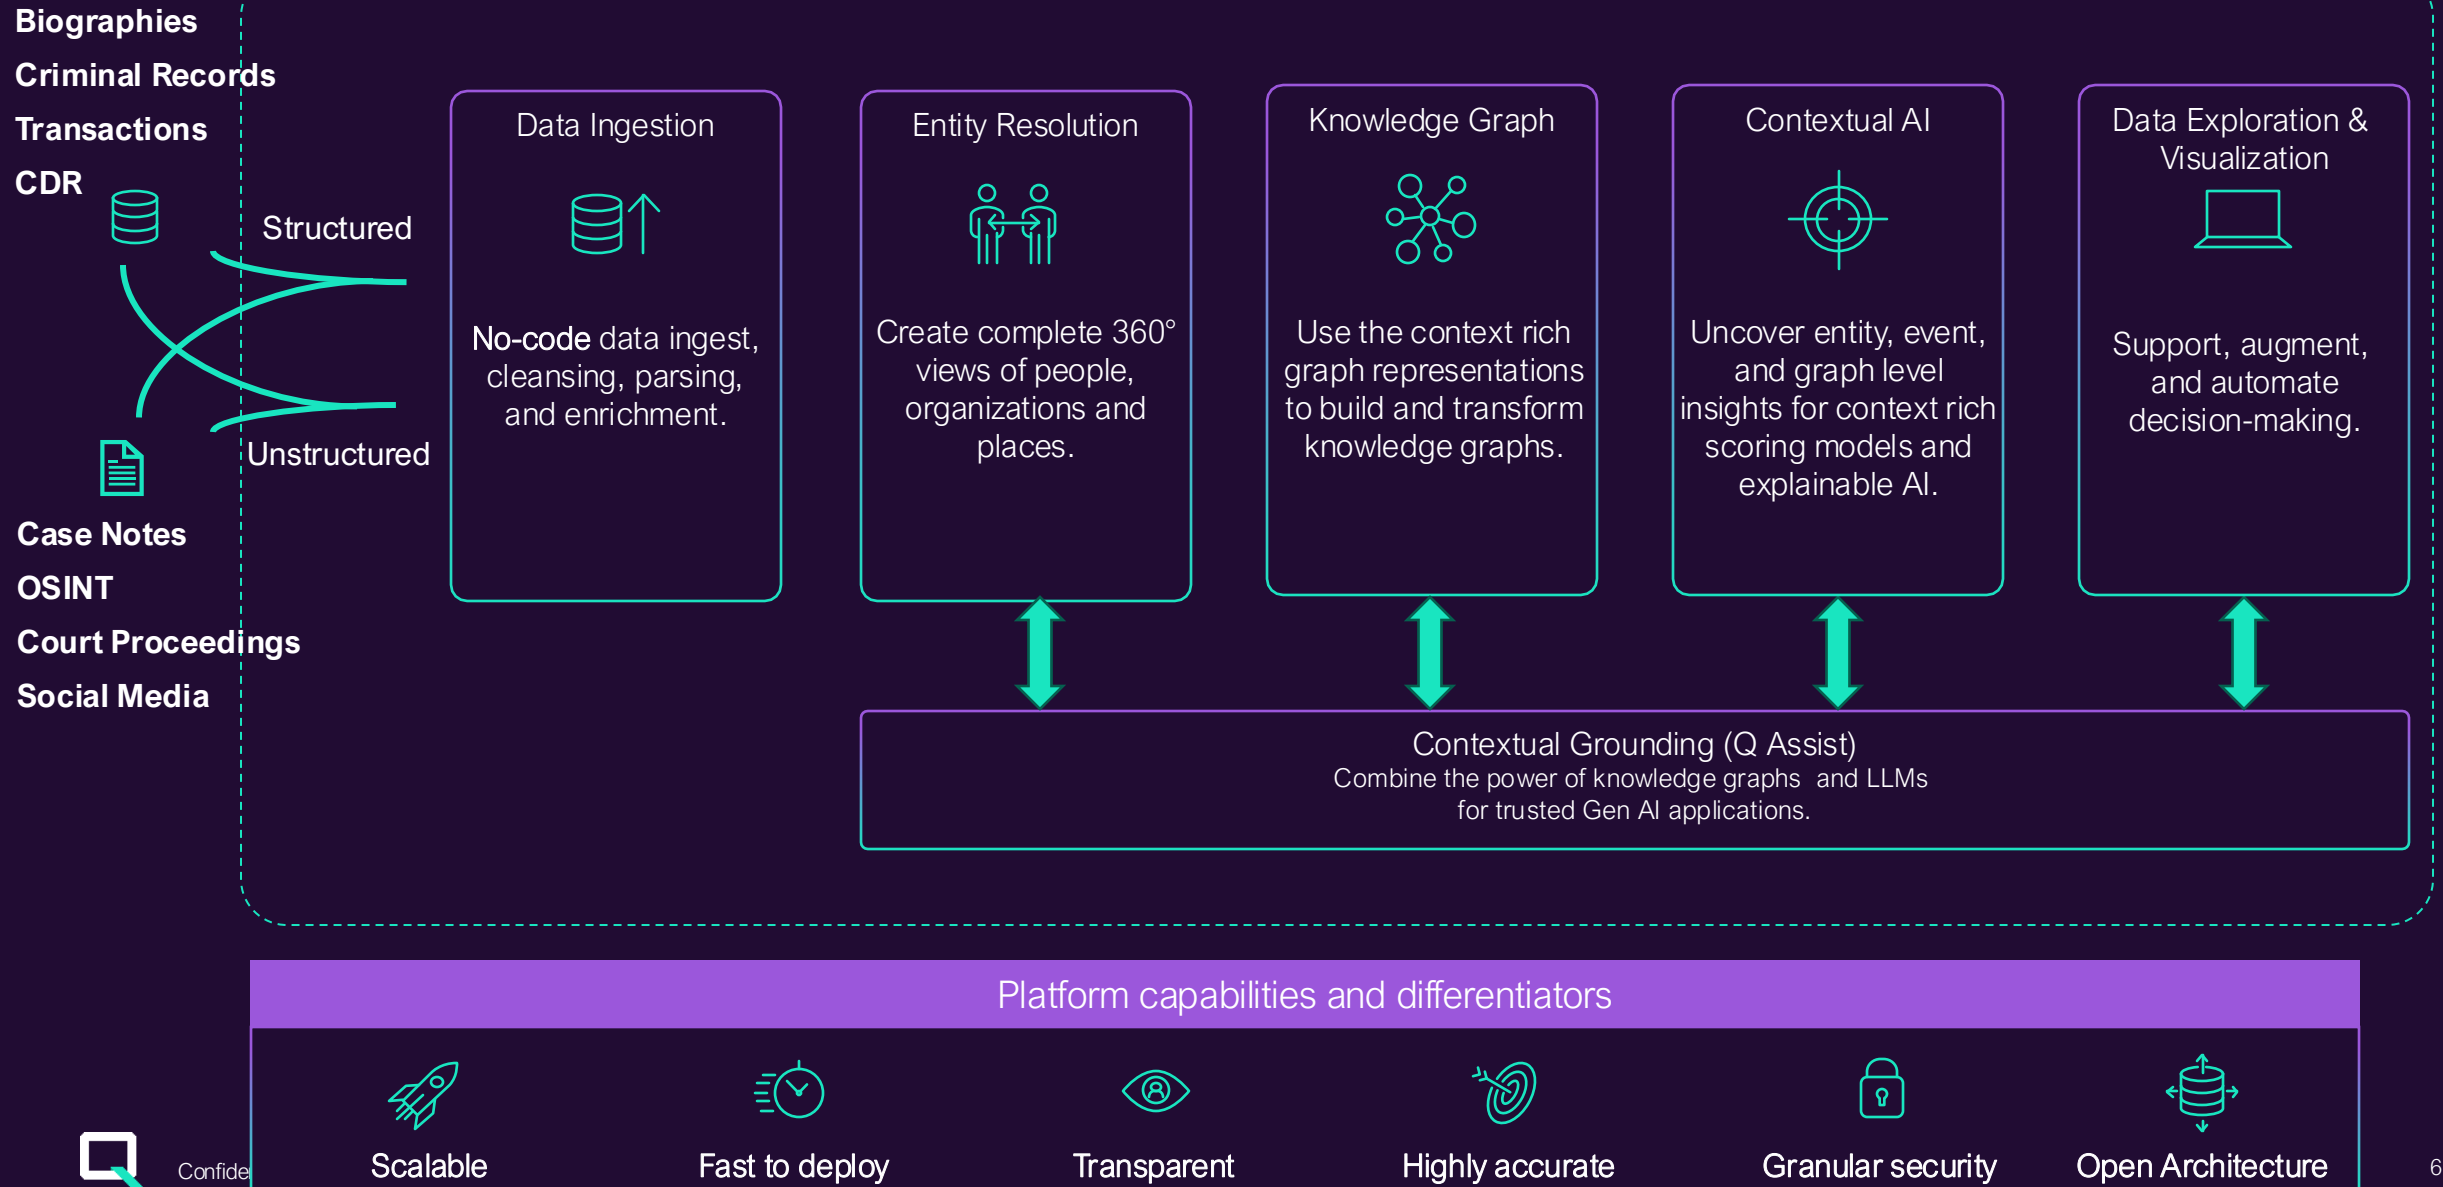 Biographies
Criminal Records
Transactions
CDR
Structured
Unstructured
Case Notes
OSINT
Court Proceedings
Social Media
Data Ingestion
No-code data ingest,
cleansing, parsing,
and enrichment.
Entity Resolution
Create complete 360°
views of people,
organizations and
places.
Knowledge Graph
Use the context rich
graph representations
to build and transform
knowledge graphs.
Contextual AI
Uncover entity, event,
and graph level
insights for context rich
scoring models and
explainable AI.
Data Exploration &
Visualization
Support, augment,
and automate
decision-making.
Contextual Grounding (Q Assist)
Combine the power of knowledge graphs  and LLMs
for trusted Gen AI applications.
Platform capabilities and differentiators
Scalable
Fast to deploy
Transparent
Highly accurate
Granular security
Open Architecture
Confide
6